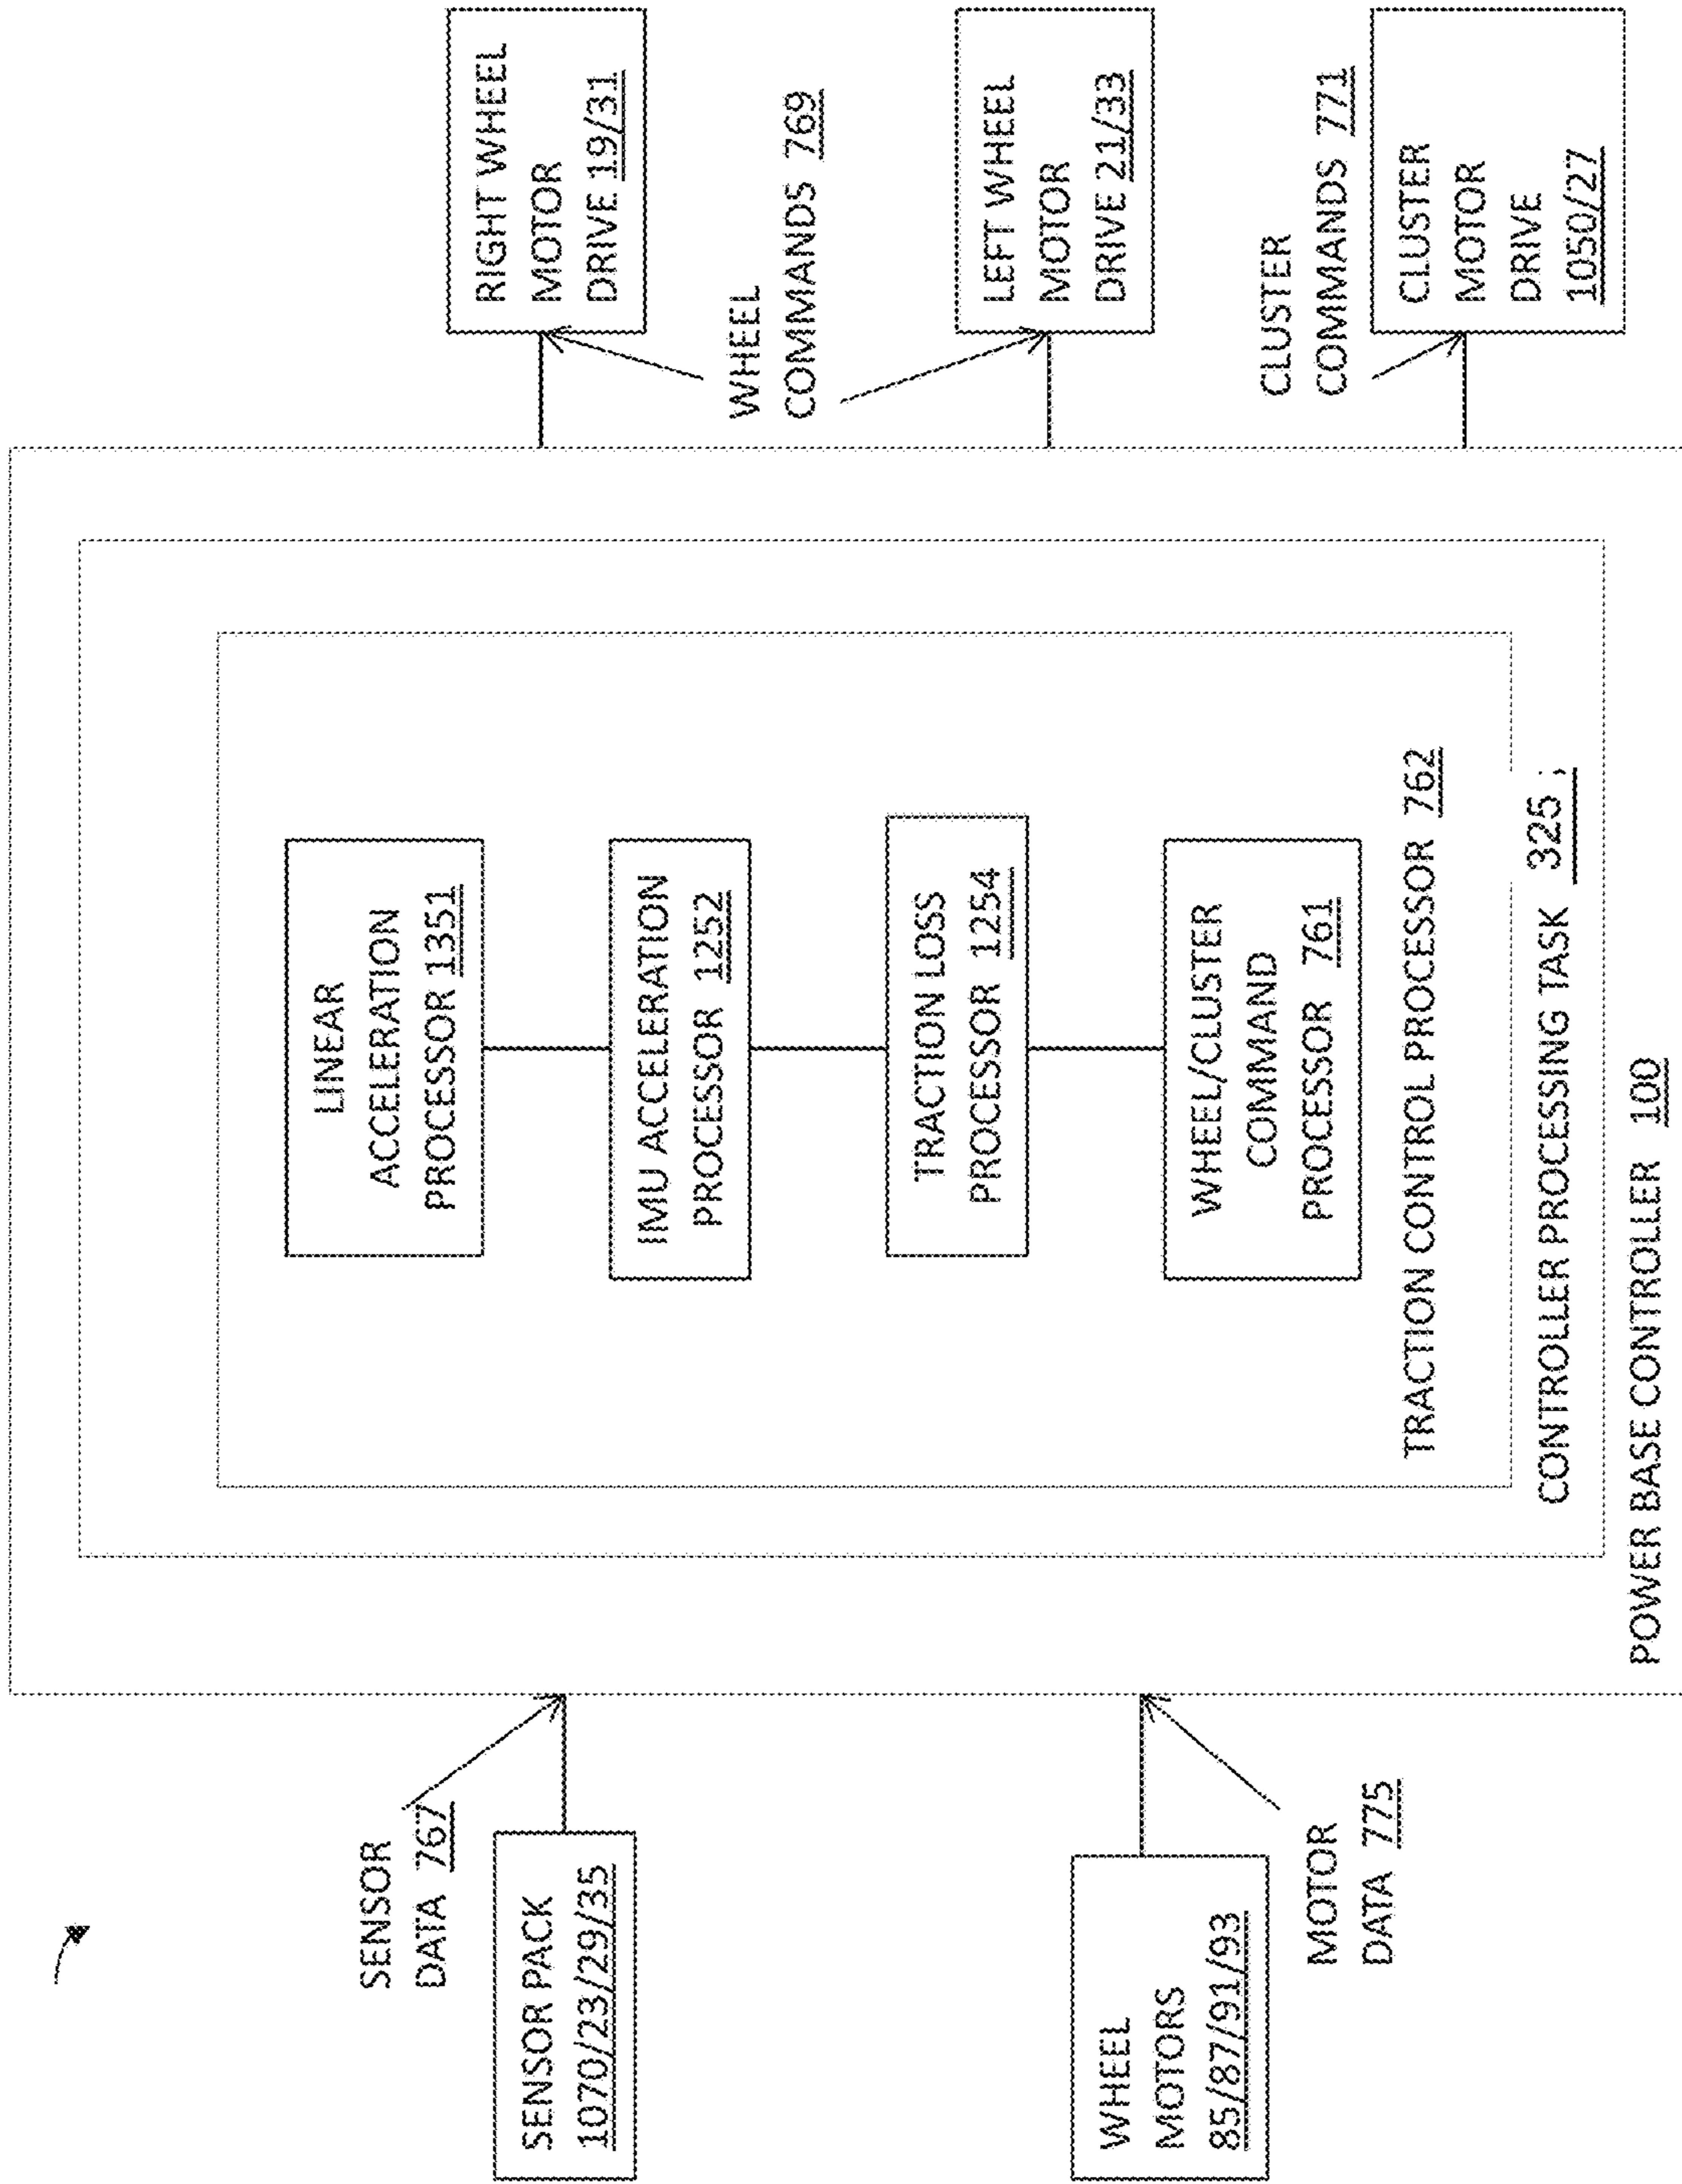 SENSOR
DATA 767
SENSOR PACK
1070/23/29/35
WHEEL
MOTORS
85/87/91/93
MOTOR
DATA 775
LINEAR
ACCELERATION
PROCESSOR 1351
IMU ACCELERATION
PROCESSOR 1252
TRACTION LOSS
PROCESSOR 1254
WHEEL/CLUSTER
COMMAND
PROCESSOR 761
TRACTION CONTROL PROCESSOR 762
CONTROLLER PROCESSING TASK 325 ;
POWER BASE CONTROLLER 100
RIGHT WHEEL
MOTOR
DRIVE 19/31
WHEEL
COMMANDS 769
LEFT WHEEL
MOTOR
DRIVE 21/33
CLUSTER
COMMANDS 771
CLUSTER
MOTOR
DRIVE
1050/27